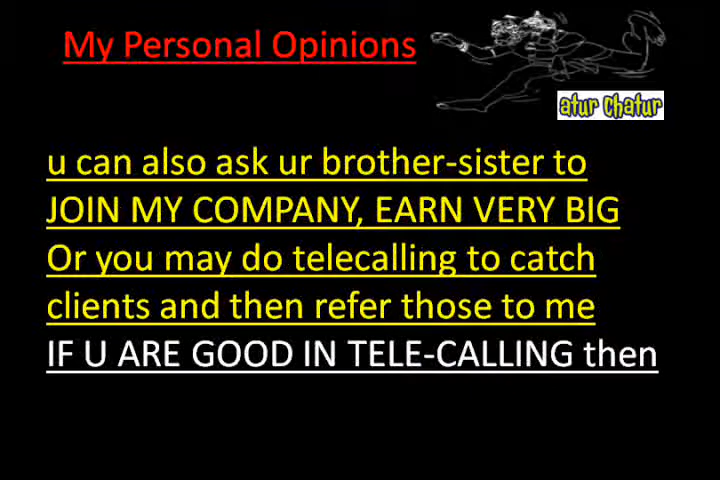 My Personal Opinions
atur chatur
u can also ask ur brother-sister to
JOIN MY COMPANY, EARN VERY BIG
Or you may do telecalling to catch
clients and then refer those to me
IF U ARE GOOD IN TELE-CALLING then